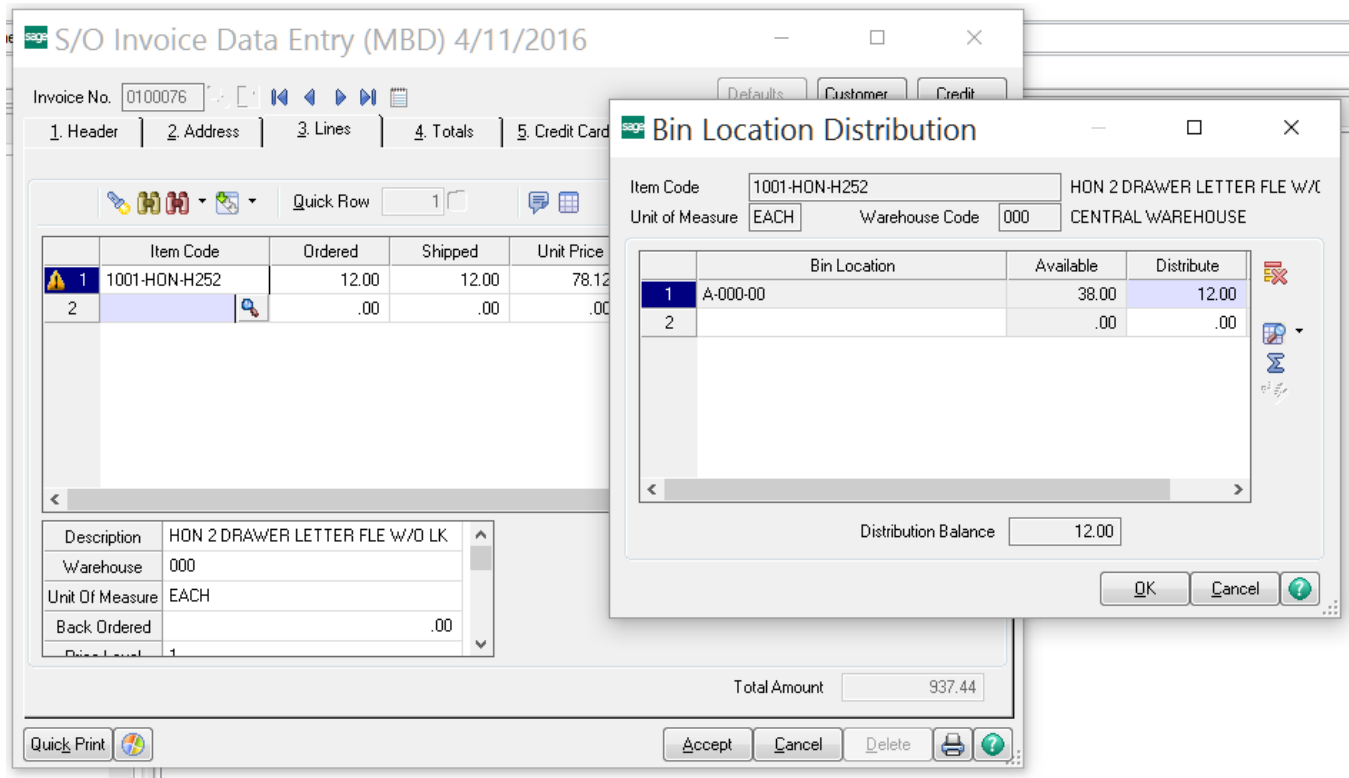 sage S/O Invoice Data Entry (MBD) 4/11/2016
Invoice No. 0100076
Defaults Customer Credit
1. Header 2. Address 3. Lines 4. Totals 5. Credit Card
Quick Row 1
Item Code Ordered Shipped Unit Price
1 1001-HON-H252 12.00 12.00 78.12
2 .00 .00 .00
Description HON 2 DRAWER LETTER FLE W/O LK
Warehouse 000
Unit Of Measure EACH
Back Ordered .00
Price Level 1
Total Amount 937.44
Quick Print Accept Cancel Delete
sage Bin Location Distribution
Item Code 1001-HON-H252 HON 2 DRAWER LETTER FLE W/O
Unit of Measure EACH Warehouse Code 000 CENTRAL WAREHOUSE
Bin Location Available Distribute
1 A-000-00 38.00 12.00
2 .00 .00
Distribution Balance 12.00
OK Cancel